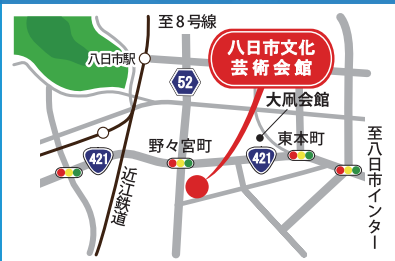 至8号線
八日市文化
芸術会館
八日市駅
52
大凧会館
421
野々宮町
421
東本町
近江鉄道
至八日市インター